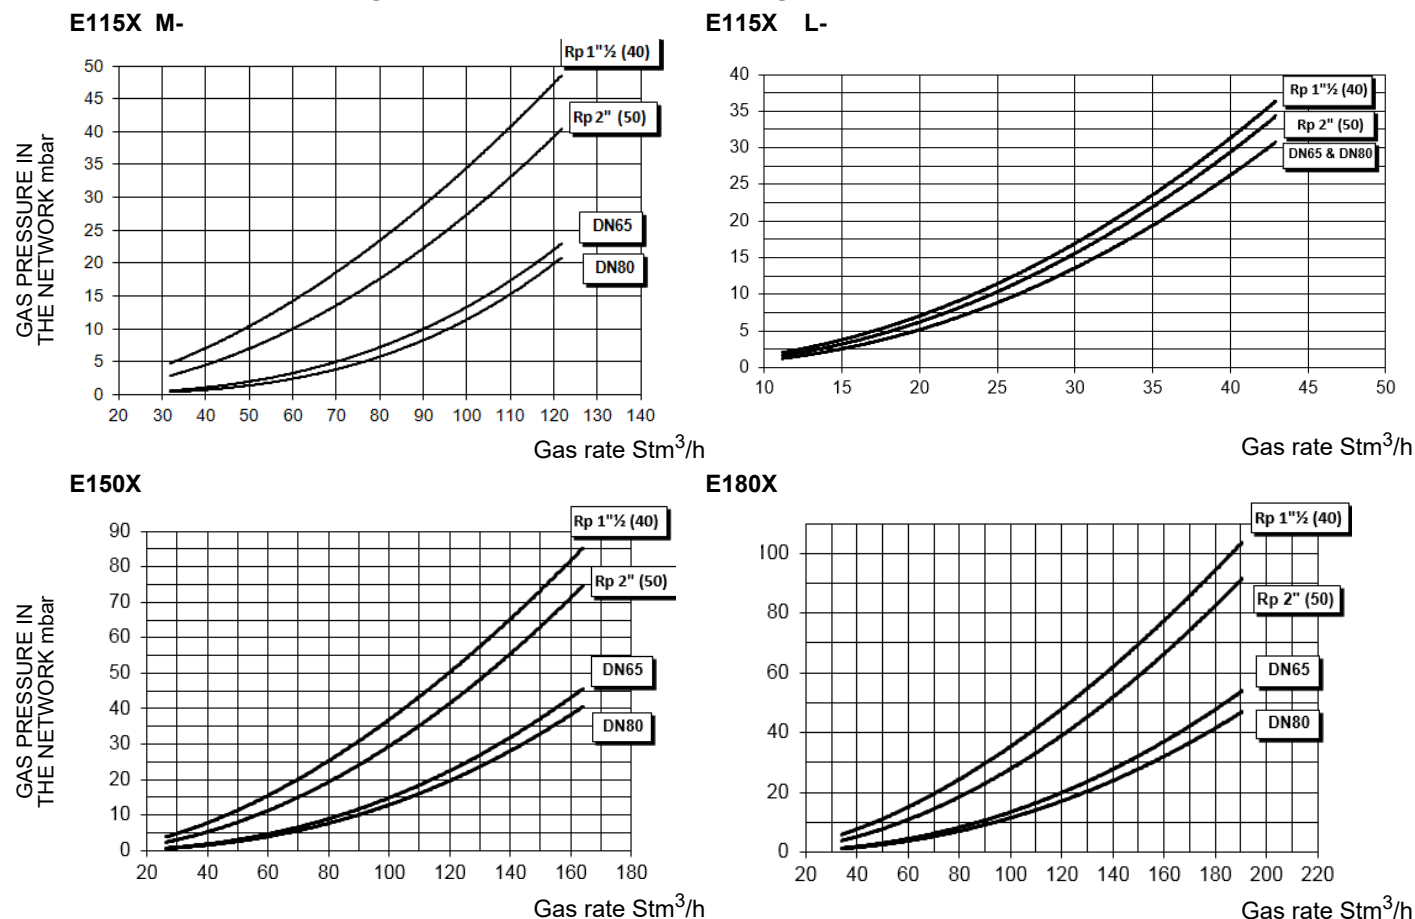 E115X M-
E115X L-
GAS PRESSURE IN
THE NETWORK mbar
50
45
40
35
30
25
20
15
10
5
0
20 30 40 50 60 70 80 90 100 110 120 130 140
Rp 1"½ (40)
Rp 2" (50)
DN65
DN80
Gas rate Stm³/h
40
35
30
25
20
15
10
5
0
10 15 20 25 30 35 40 45 50
Rp 1"½ (40)
Rp 2" (50)
DN65 & DN80
Gas rate Stm³/h
E150X
E180X
GAS PRESSURE IN
THE NETWORK mbar
90
80
70
60
50
40
30
20
10
0
20 40 60 80 100 120 140 160 180
Rp 1"½ (40)
Rp 2" (50)
DN65
DN80
Gas rate Stm³/h
100
80
60
40
20
0
20 40 60 80 100 120 140 160 180 200 220
Rp 1"½ (40)
Rp 2" (50)
DN65
DN80
Gas rate Stm³/h